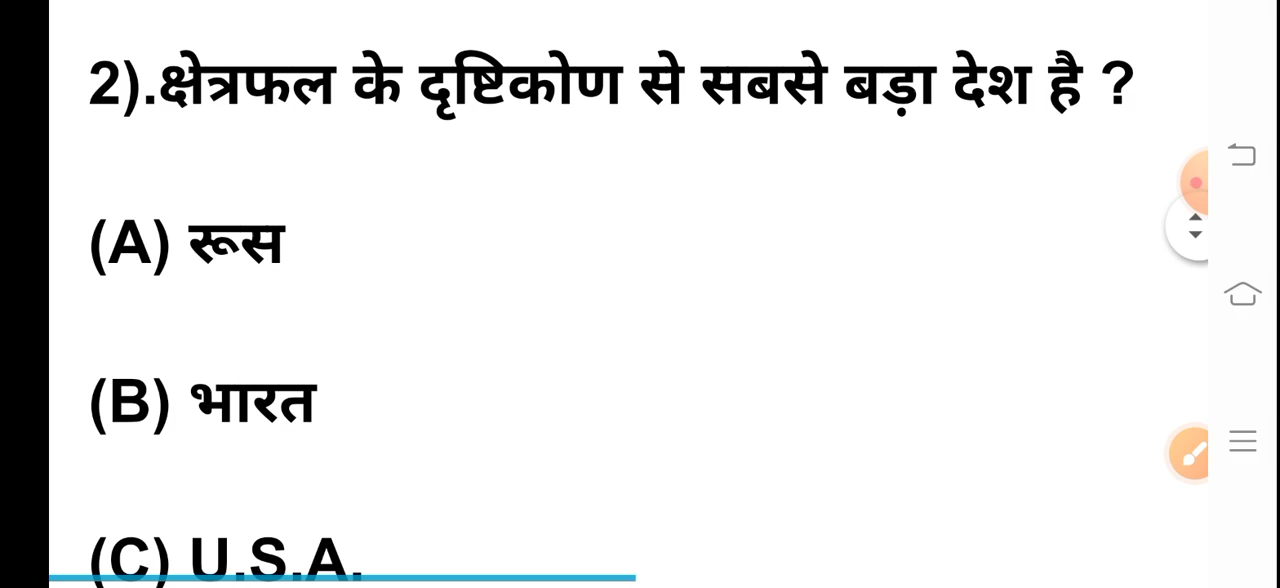 2).क्षेत्रफल के दृष्टिकोण से सबसे बड़ा देश है ?
(A) रूस
(B) भारत
(C) U.S.A.